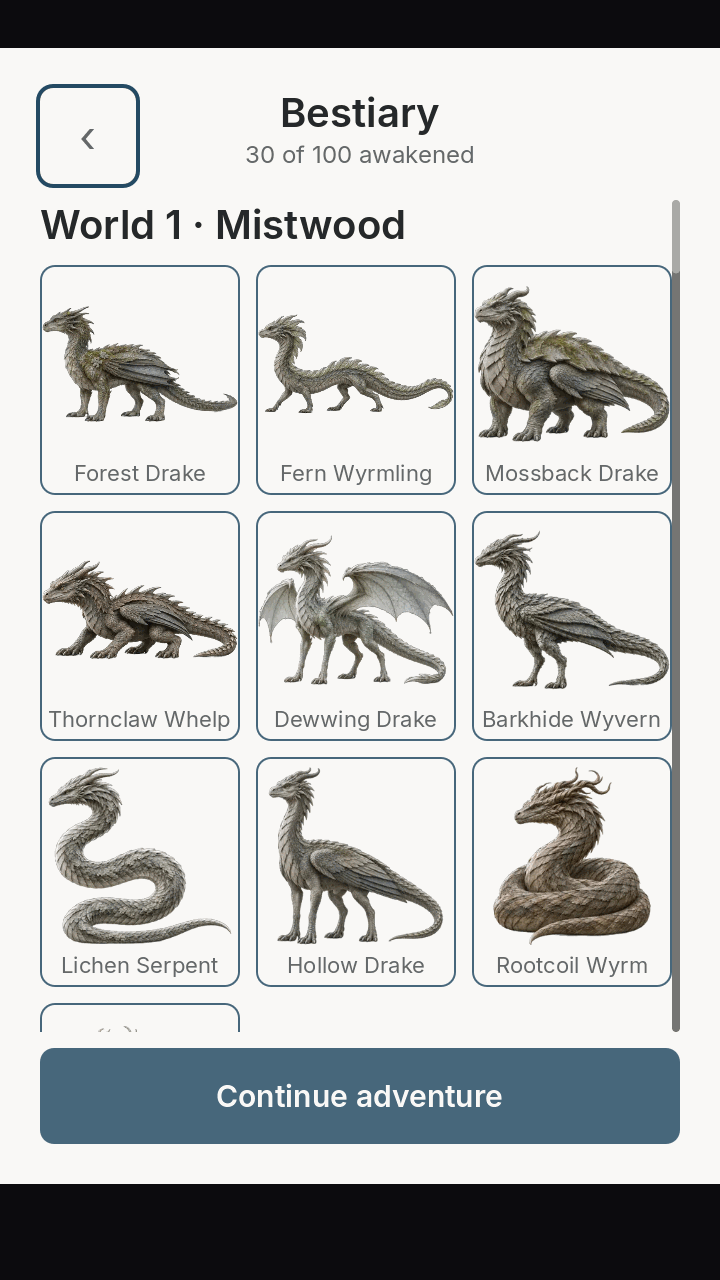 ‹
Bestiary
30 of 100 awakened
World 1 · Mistwood
Forest Drake
Fern Wyrmling
Mossback Drake
Thornclaw Whelp
Dewwing Drake
Barkhide Wyvern
Lichen Serpent
Hollow Drake
Rootcoil Wyrm
Continue adventure